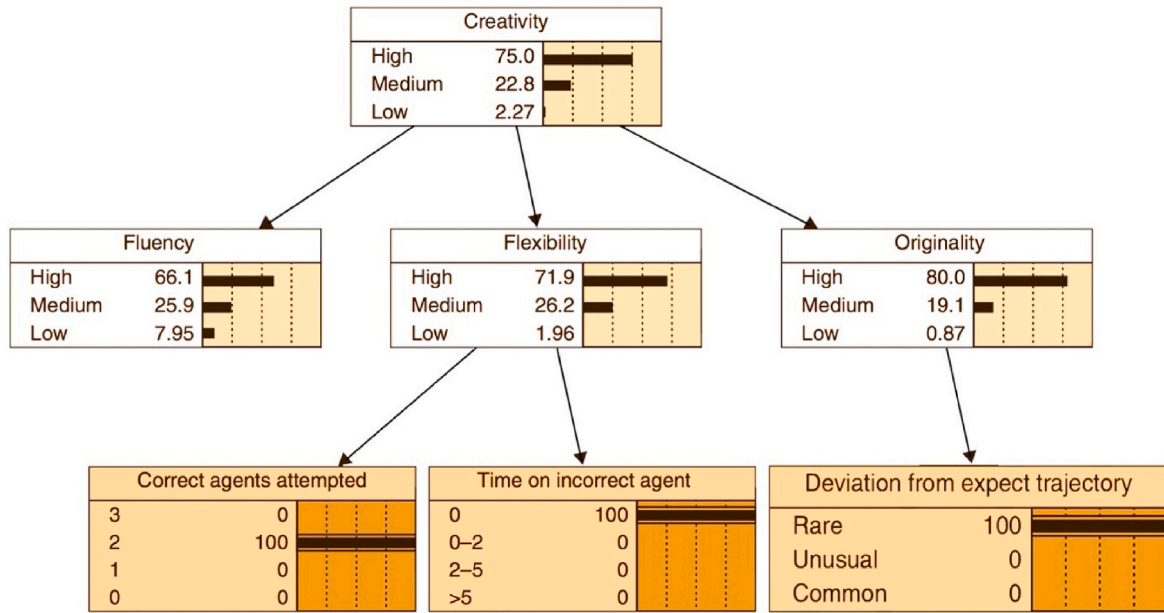 Creativity
High 75.0
Medium 22.8
Low 2.27
Fluency
High 66.1
Medium 25.9
Low 7.95
Flexibility
High 71.9
Medium 26.2
Low 1.96
Originality
High 80.0
Medium 19.1
Low 0.87
Correct agents attempted
3 0
2 100
1 0
0 0
Time on incorrect agent
0 100
0–2 0
2–5 0
>5 0
Deviation from expect trajectory
Rare 100
Unusual 0
Common 0